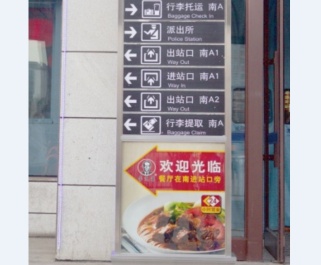 行李托运 南A
Baggage Check In
派出所
Police Station
出站口 南A1
Way Out
进站口 南A1
Way In
出站口 南A2
Way Out
行李提取 南A
Baggage Claim
欢迎光临
餐厅在南进站口旁
24